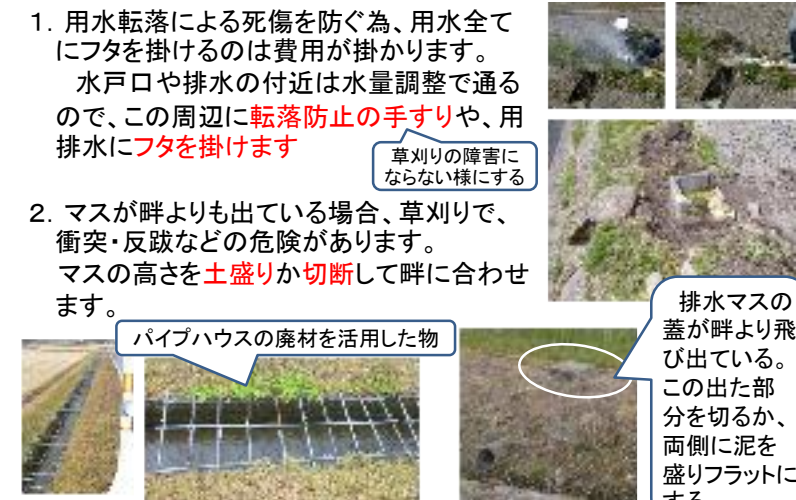 1．用水転落による死傷を防ぐ為、用水全て
にフタを掛けるのは費用が掛かります。
水戸口や排水の付近は水量調整で通る
ので、この周辺に転落防止の手すりや、用
排水にフタを掛けます
草刈りの障害に
ならない様にする
2．マスが畔よりも出ている場合、草刈りで、
衝突・反跋などの危険があります。
マスの高さを土盛りか切断して畔に合わせ
ます。
パイプハウスの廃材を活用した物
排水マスの
蓋が畔より飛
び出ている。
この出た部
分を切るか、
両側に泥を
盛りフラットに
する